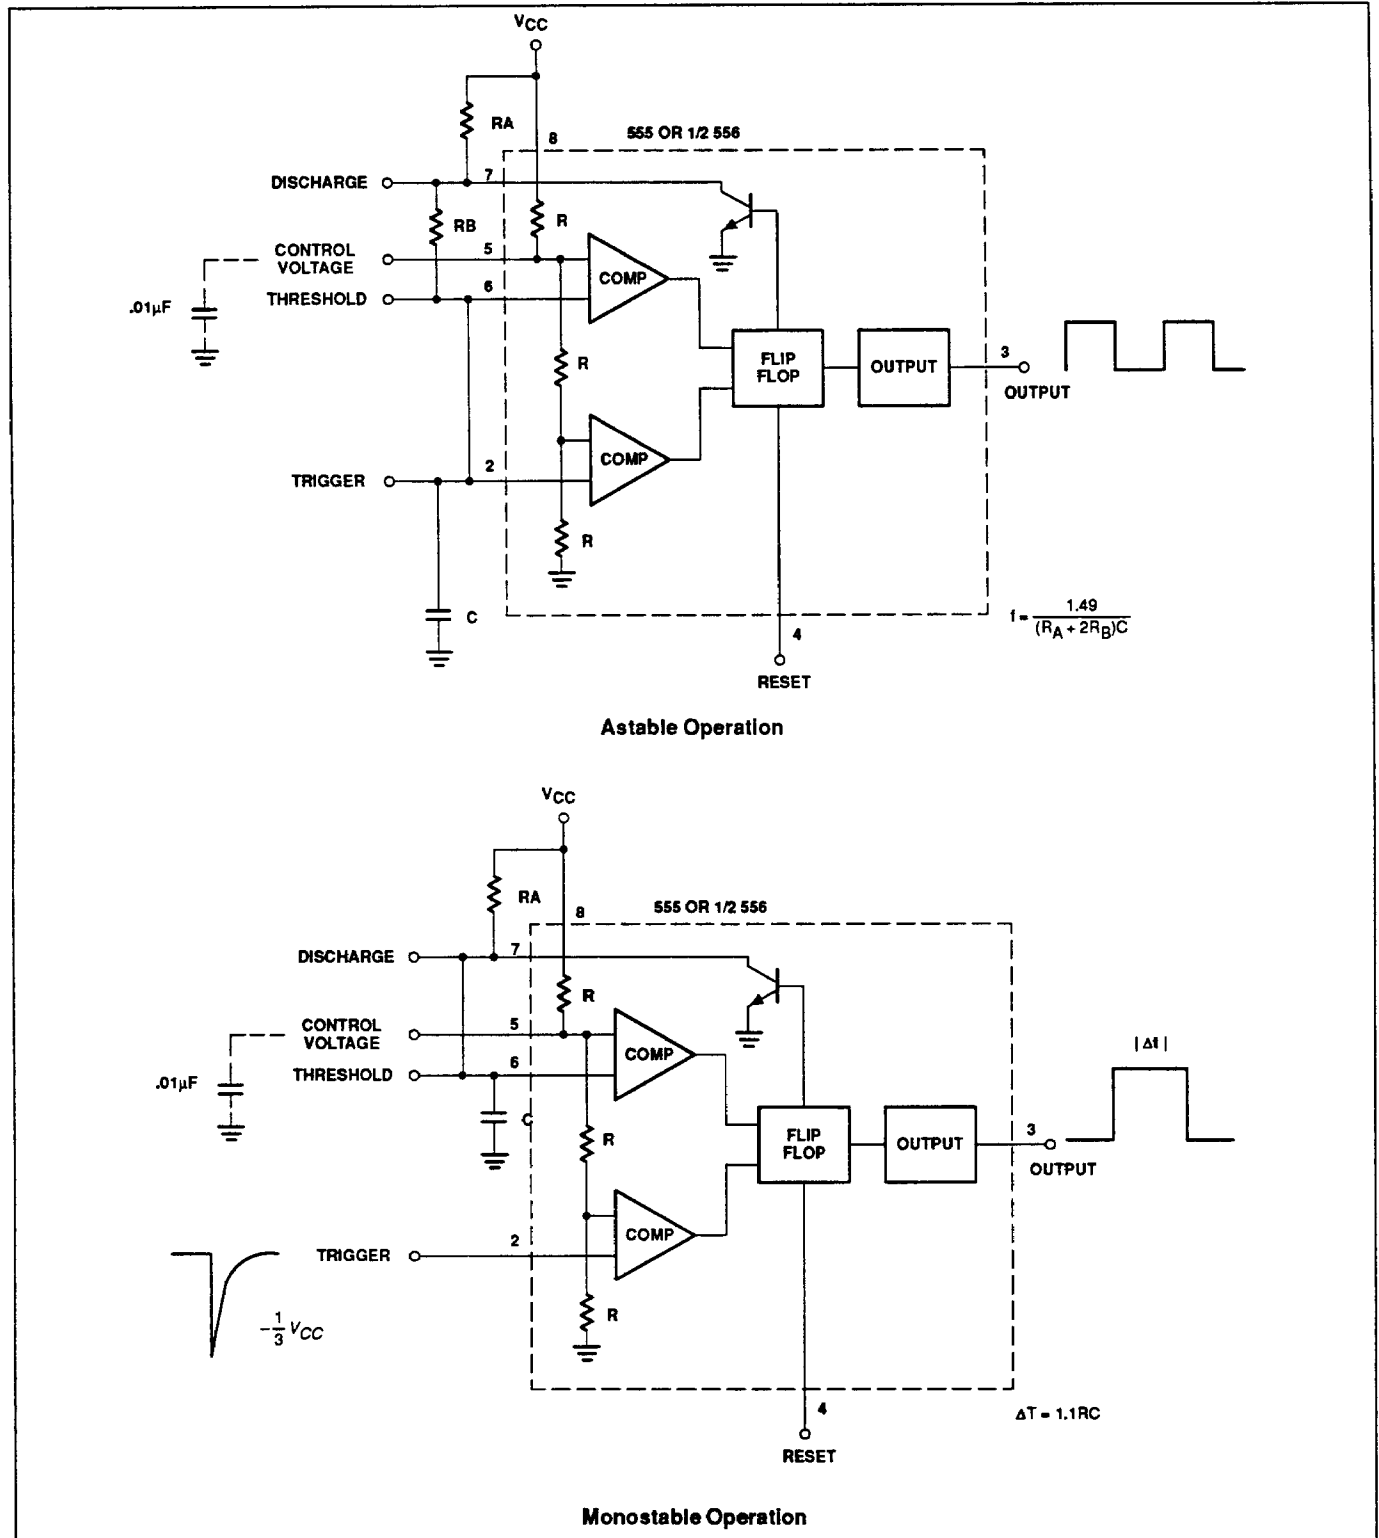 VCC
RA
8
555 OR 1/2 556
DISCHARGE
7
RB
R
CONTROL
VOLTAGE
5
COMP
THRESHOLD
6
.01µF
R
FLIP
FLOP
OUTPUT
3
OUTPUT
COMP
TRIGGER
2
R
C
f = 1.49 / (RA + 2RB)C
4
RESET
Astable Operation
VCC
RA
8
555 OR 1/2 556
DISCHARGE
7
R
CONTROL
VOLTAGE
5
COMP
THRESHOLD
6
.01µF
C
R
FLIP
FLOP
OUTPUT
3
OUTPUT
| Δt |
COMP
TRIGGER
2
R
-1/3 VCC
ΔT = 1.1RC
4
RESET
Monostable Operation